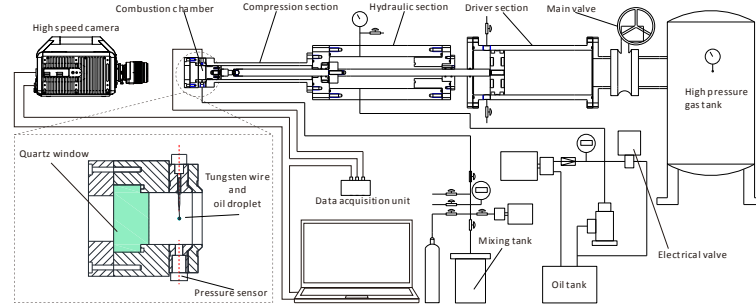 High speed camera
Combustion chamber
Compression section
Hydraulic section
Driver section
Main valve
High pressure
gas tank
Quartz window
Tungsten wire
and
oil droplet
Data acquisition unit
Pressure sensor
Mixing tank
Oil tank
Electrical valve